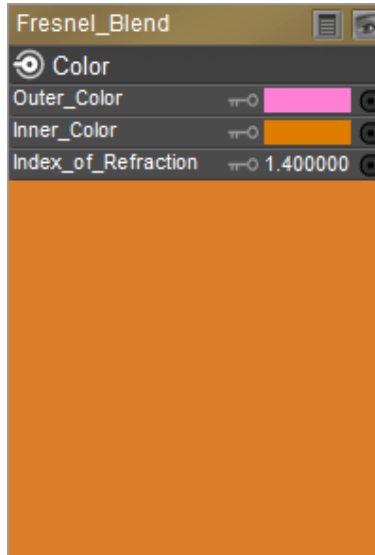 Fresnel_Blend
Color
Outer_Color
Inner_Color
Index_of_Refraction 1.400000